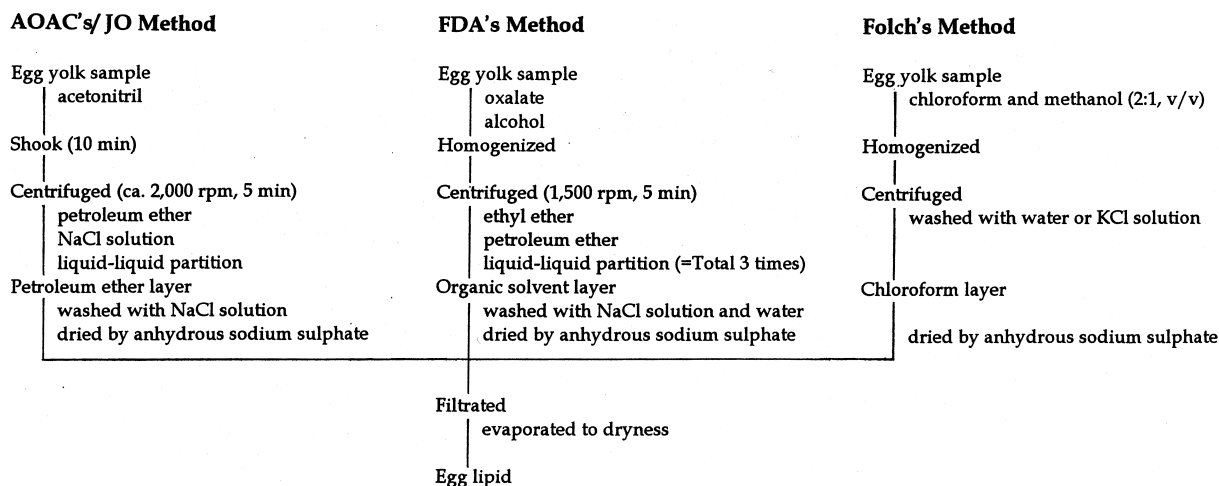 AOAC's/ JO Method
Egg yolk sample
acetonitril
Shook (10 min)
Centrifuged (ca. 2,000 rpm, 5 min)
petroleum ether
NaCl solution
liquid-liquid partition
Petroleum ether layer
washed with NaCl solution
dried by anhydrous sodium sulphate
FDA's Method
Egg yolk sample
oxalate
alcohol
Homogenized
Centrifuged (1,500 rpm, 5 min)
ethyl ether
petroleum ether
liquid-liquid partition (=Total 3 times)
Organic solvent layer
washed with NaCl solution and water
dried by anhydrous sodium sulphate
Folch's Method
Egg yolk sample
chloroform and methanol (2:1, v/v)
Homogenized
Centrifuged
washed with water or KCl solution
Chloroform layer
dried by anhydrous sodium sulphate
Filtrated
evaporated to dryness
Egg lipid